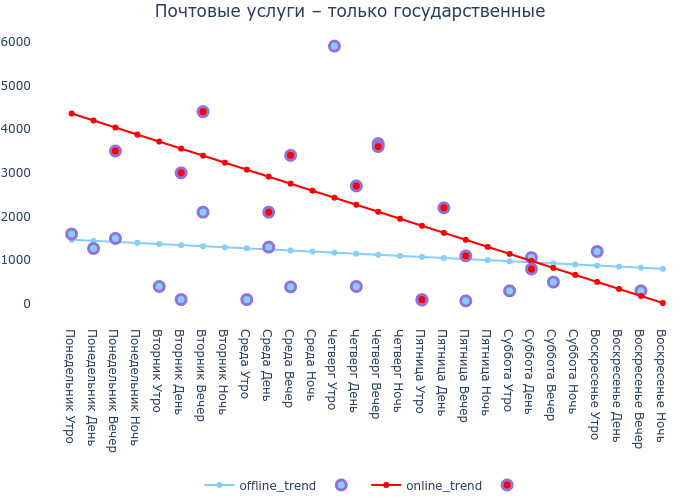 Почтовые услуги – только государственные
6000
5000
4000
3000
2000
1000
0
Понедельник Утро
Понедельник День
Понедельник Вечер
Понедельник Ночь
Вторник Утро
Вторник День
Вторник Вечер
Вторник Ночь
Среда Утро
Среда День
Среда Вечер
Среда Ночь
Четверг Утро
Четверг День
Четверг Вечер
Четверг Ночь
Пятница Утро
Пятница День
Пятница Вечер
Пятница Ночь
Суббота Утро
Суббота День
Суббота Вечер
Суббота Ночь
Воскресенье Утро
Воскресенье День
Воскресенье Вечер
Воскресенье Ночь
offline_trend online_trend